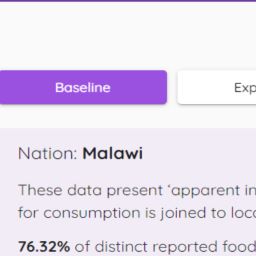 Baseline Exp
Nation: Malawi
These data present ‘apparent in
for consumption is joined to loc
76.32% of distinct reported food